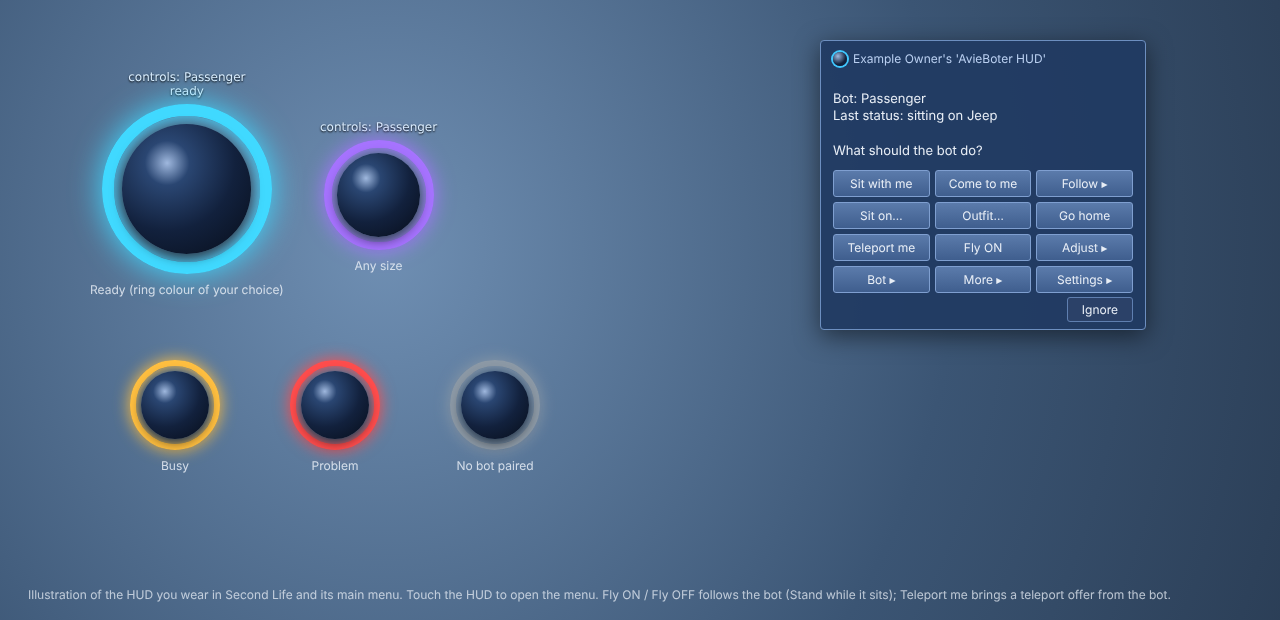 controls: Passenger
ready
Ready (ring colour of your choice)
controls: Passenger
Any size
Busy
Problem
No bot paired
Example Owner's 'AvieBoter HUD'
Bot: Passenger
Last status: sitting on Jeep
What should the bot do?
Sit with me
Come to me
Follow ▸
Sit on...
Outfit...
Go home
Teleport me
Fly ON
Adjust ▸
Bot ▸
More ▸
Settings ▸
Ignore
Illustration of the HUD you wear in Second Life and its main menu. Touch the HUD to open the menu. Fly ON / Fly OFF follows the bot (Stand while it sits); Teleport me brings a teleport offer from the bot.